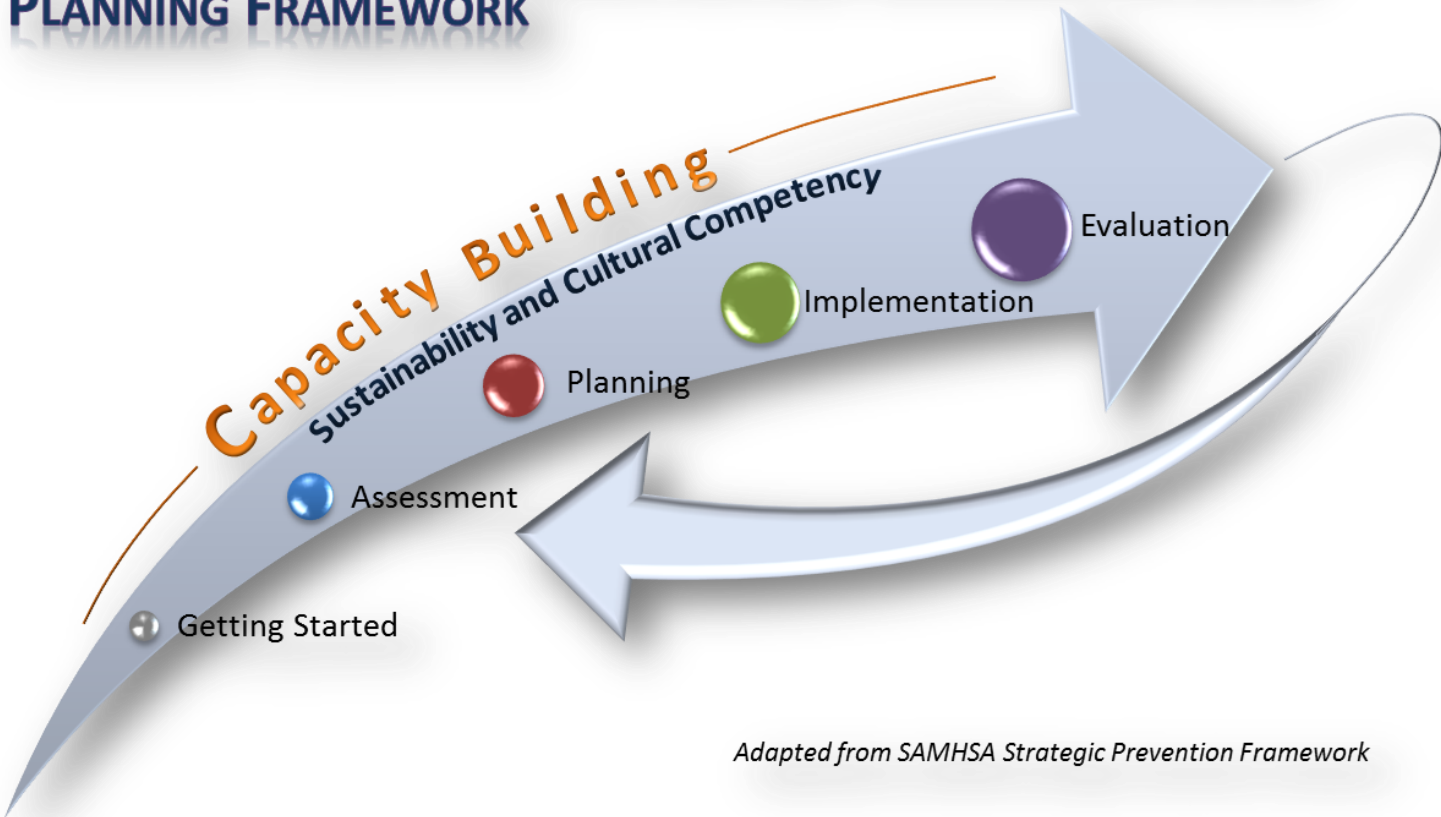 PLANNING FRAMEWORK
Capacity Building
Sustainability and Cultural Competency
Evaluation
Implementation
Planning
Assessment
Getting Started
Adapted from SAMHSA Strategic Prevention Framework